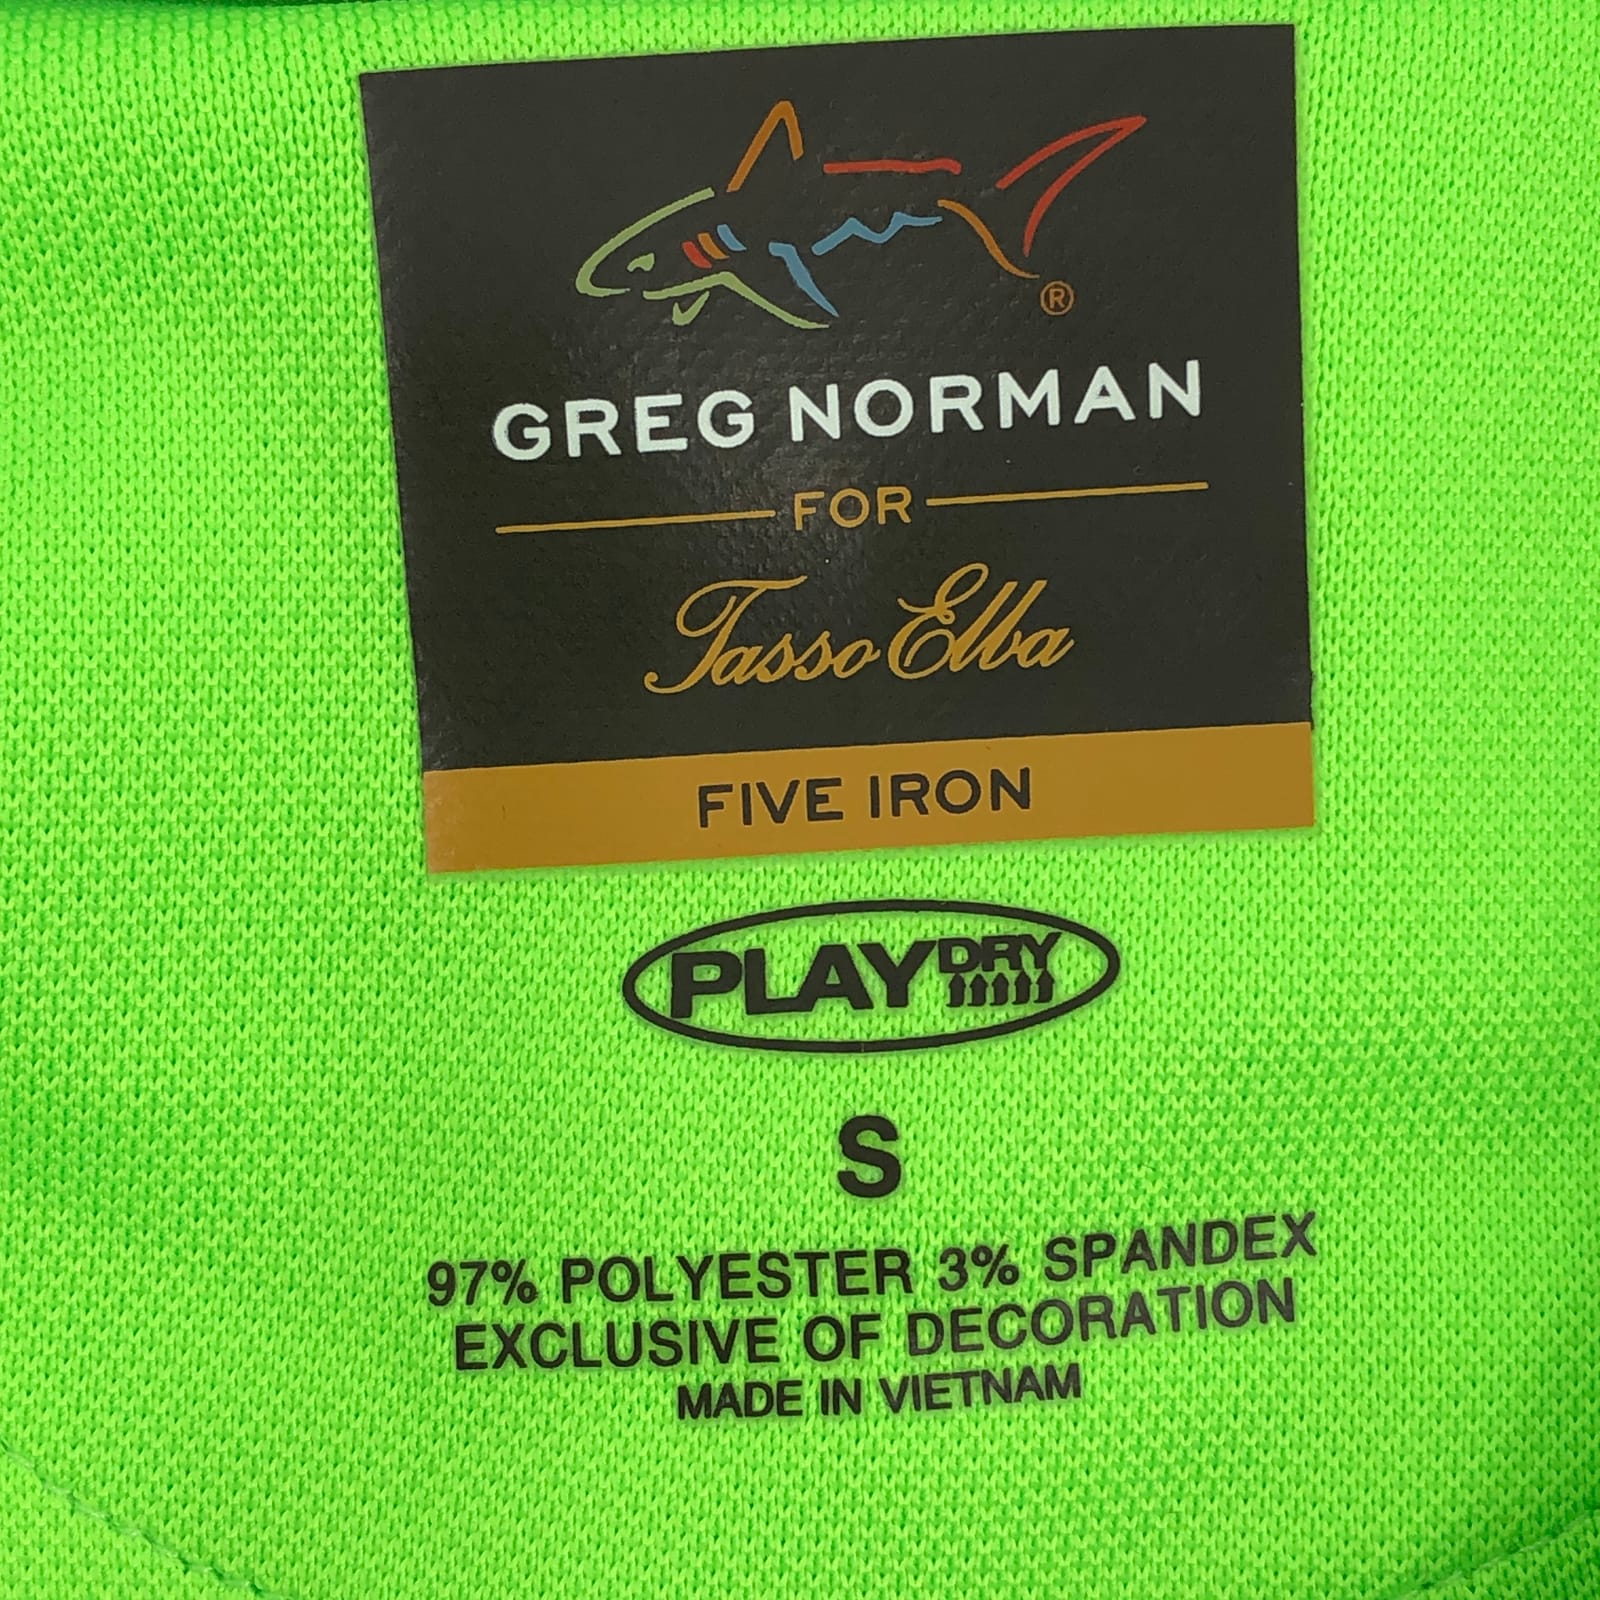 ®
GREG NORMAN
FOR
Tasso Elba
FIVE IRON
PLAY DRY
S
97% POLYESTER 3% SPANDEX
EXCLUSIVE OF DECORATION
MADE IN VIETNAM